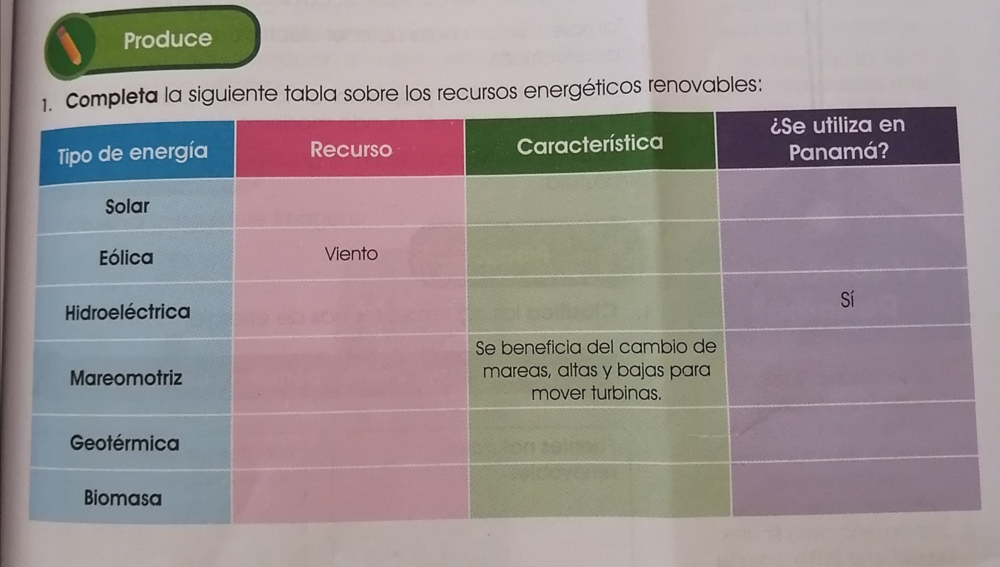 Produce
1. Completa la siguiente tabla sobre los recursos energéticos renovables:
Tipo de energía
Recurso
Característica
¿Se utiliza en
Panamá?
Solar
Eólica
Viento
Hidroeléctrica
Sí
Mareomotriz
Se beneficia del cambio de
mareas, altas y bajas para
mover turbinas.
Geotérmica
Biomasa